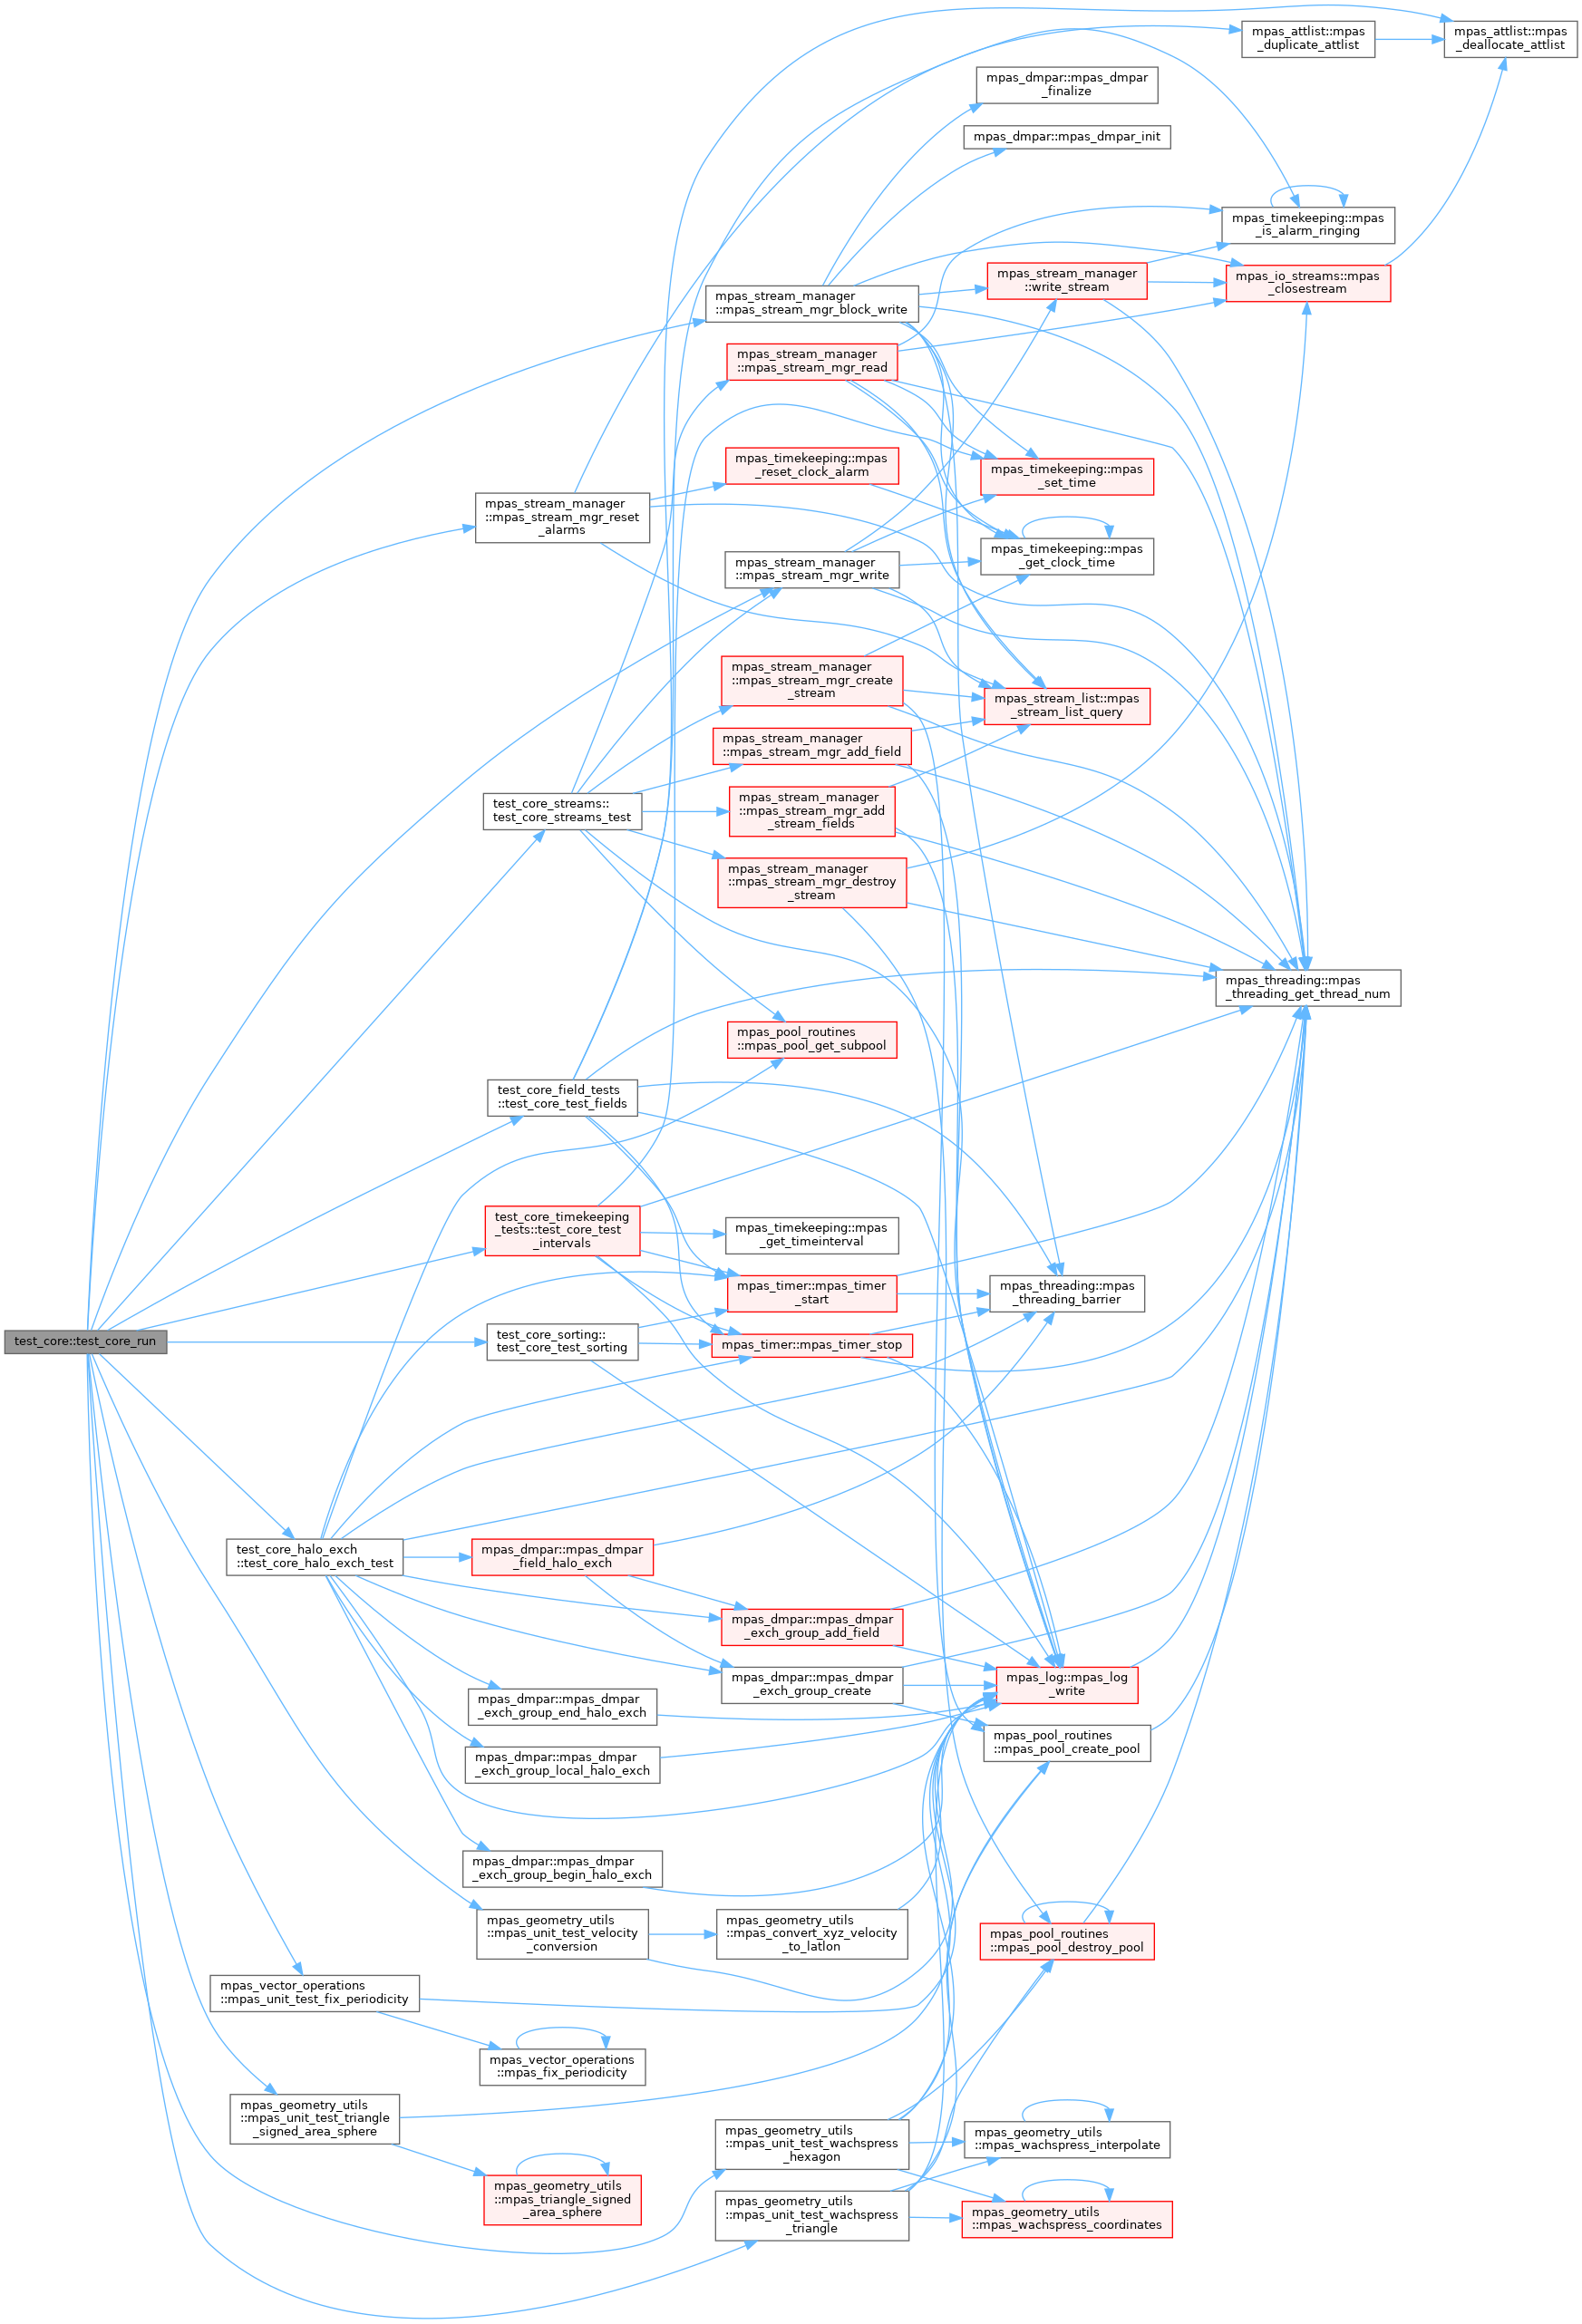 mpas_attlist::mpas
_duplicate_attlist
mpas_attlist::mpas
_deallocate_attlist
mpas_dmpar::mpas_dmpar
_finalize
mpas_dmpar::mpas_dmpar_init
mpas_timekeeping::mpas
_is_alarm_ringing
mpas_stream_manager
::write_stream
mpas_io_streams::mpas
_closestream
mpas_stream_manager
::mpas_stream_mgr_block_write
mpas_stream_manager
::mpas_stream_mgr_read
mpas_timekeeping::mpas
_reset_clock_alarm
mpas_timekeeping::mpas
_set_time
mpas_stream_manager
::mpas_stream_mgr_reset
_alarms
mpas_timekeeping::mpas
_get_clock_time
mpas_stream_manager
::mpas_stream_mgr_write
mpas_stream_manager
::mpas_stream_mgr_create
_stream
mpas_stream_list::mpas
_stream_list_query
mpas_stream_manager
::mpas_stream_mgr_add_field
test_core_streams::
test_core_streams_test
mpas_stream_manager
::mpas_stream_mgr_add
_stream_fields
mpas_stream_manager
::mpas_stream_mgr_destroy
_stream
mpas_threading::mpas
_threading_get_thread_num
mpas_pool_routines
::mpas_pool_get_subpool
test_core_field_tests
::test_core_test_fields
test_core_timekeeping
_tests::test_core_test
_intervals
mpas_timekeeping::mpas
_get_timeinterval
mpas_timer::mpas_timer
_start
mpas_threading::mpas
_threading_barrier
test_core::test_core_run
test_core_sorting::
test_core_test_sorting
mpas_timer::mpas_timer_stop
test_core_halo_exch
::test_core_halo_exch_test
mpas_dmpar::mpas_dmpar
_field_halo_exch
mpas_dmpar::mpas_dmpar
_exch_group_add_field
mpas_dmpar::mpas_dmpar
_exch_group_create
mpas_log::mpas_log
_write
mpas_dmpar::mpas_dmpar
_exch_group_end_halo_exch
mpas_pool_routines
::mpas_pool_create_pool
mpas_dmpar::mpas_dmpar
_exch_group_local_halo_exch
mpas_dmpar::mpas_dmpar
_exch_group_begin_halo_exch
mpas_geometry_utils
::mpas_unit_test_velocity
_conversion
mpas_geometry_utils
::mpas_convert_xyz_velocity
_to_latlon
mpas_pool_routines
::mpas_pool_destroy_pool
mpas_vector_operations
::mpas_unit_test_fix_periodicity
mpas_vector_operations
::mpas_fix_periodicity
mpas_geometry_utils
::mpas_unit_test_triangle
_signed_area_sphere
mpas_geometry_utils
::mpas_unit_test_wachspress
_hexagon
mpas_geometry_utils
::mpas_wachspress_interpolate
mpas_geometry_utils
::mpas_triangle_signed
_area_sphere
mpas_geometry_utils
::mpas_unit_test_wachspress
_triangle
mpas_geometry_utils
::mpas_wachspress_coordinates